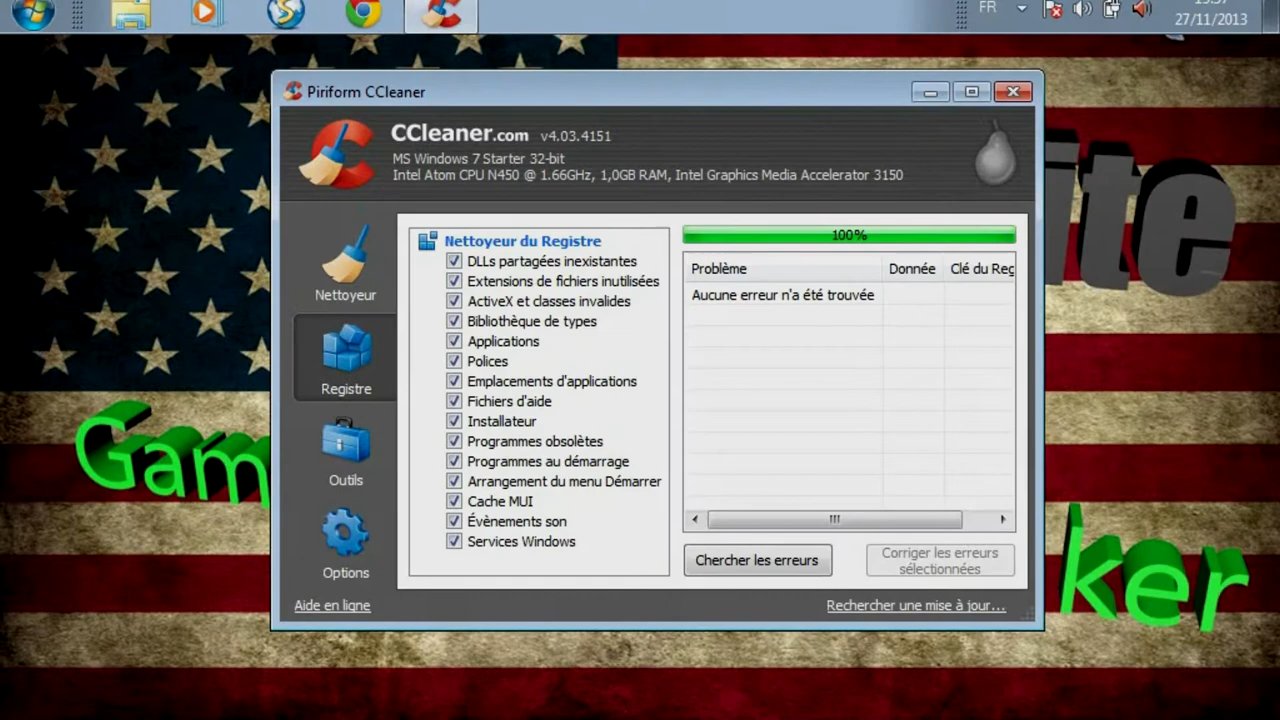 FR
27/11/2013
Piriform CCleaner
CCleaner.com v4.03.4151
MS Windows 7 Starter 32-bit
Intel Atom CPU N450 @ 1.66GHz, 1,0GB RAM, Intel Graphics Media Accelerator 3150
Nettoyeur
Registre
Outils
Options
Aide en ligne
Nettoyeur du Registre
DLLs partagées inexistantes
Extensions de fichiers inutilisées
ActiveX et classes invalides
Bibliothèque de types
Applications
Polices
Emplacements d'applications
Fichiers d'aide
Installateur
Programmes obsolètes
Programmes au démarrage
Arrangement du menu Démarrer
Cache MUI
Évènements son
Services Windows
100%
Problème Donnée Clé du Reg
Aucune erreur n'a été trouvée
Chercher les erreurs
Corriger les erreurs
sélectionnées
Rechercher une mise à jour...
ite
Gam
ker